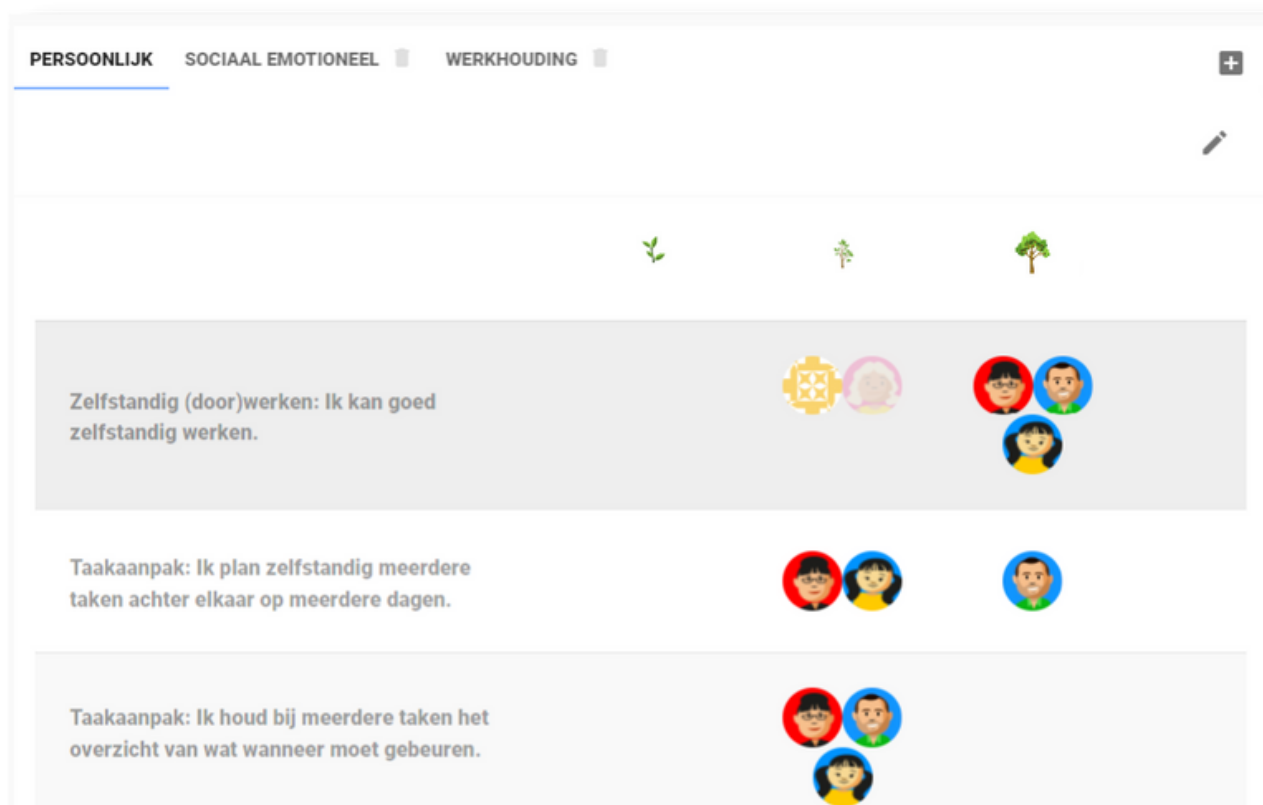 PERSOONLIJK SOCIAAL EMOTIONEEL WERKHOUDING
Zelfstandig (door)werken: Ik kan goed
zelfstandig werken.
Taakaanpak: Ik plan zelfstandig meerdere
taken achter elkaar op meerdere dagen.
Taakaanpak: Ik houd bij meerdere taken het
overzicht van wat wanneer moet gebeuren.